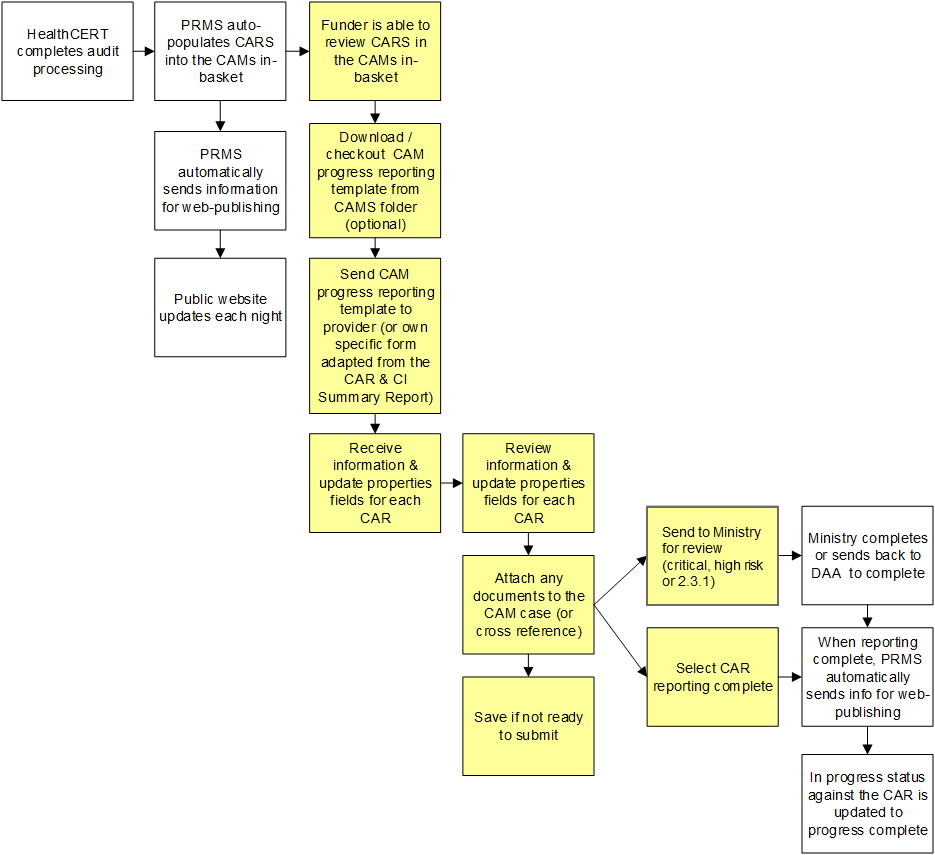 HealthCERT
completes audit
processing
PRMS auto-
populates CARS
into the CAMs in-
basket
Funder is able to
review CARS in
the CAMs in-
basket
PRMS
automatically
sends information
for web-publishing
Public website
updates each night
Download /
checkout CAM
progress reporting
template from
CAMS folder
(optional)
Send CAM
progress reporting
template to
provider (or own
specific form
adapted from the
CAR & CI
Summary Report)
Receive
information &
update properties
fields for each
CAR
Review
information &
update properties
fields for each
CAR
Attach any
documents to the
CAM case (or
cross reference)
Save if not ready
to submit
Send to Ministry
for review
(critical, high risk
or 2.3.1)
Select CAR
reporting complete
Ministry completes
or sends back to
DAA to complete
When reporting
complete, PRMS
automatically
sends info for web-
publishing
In progress status
against the CAR is
updated to
progress complete